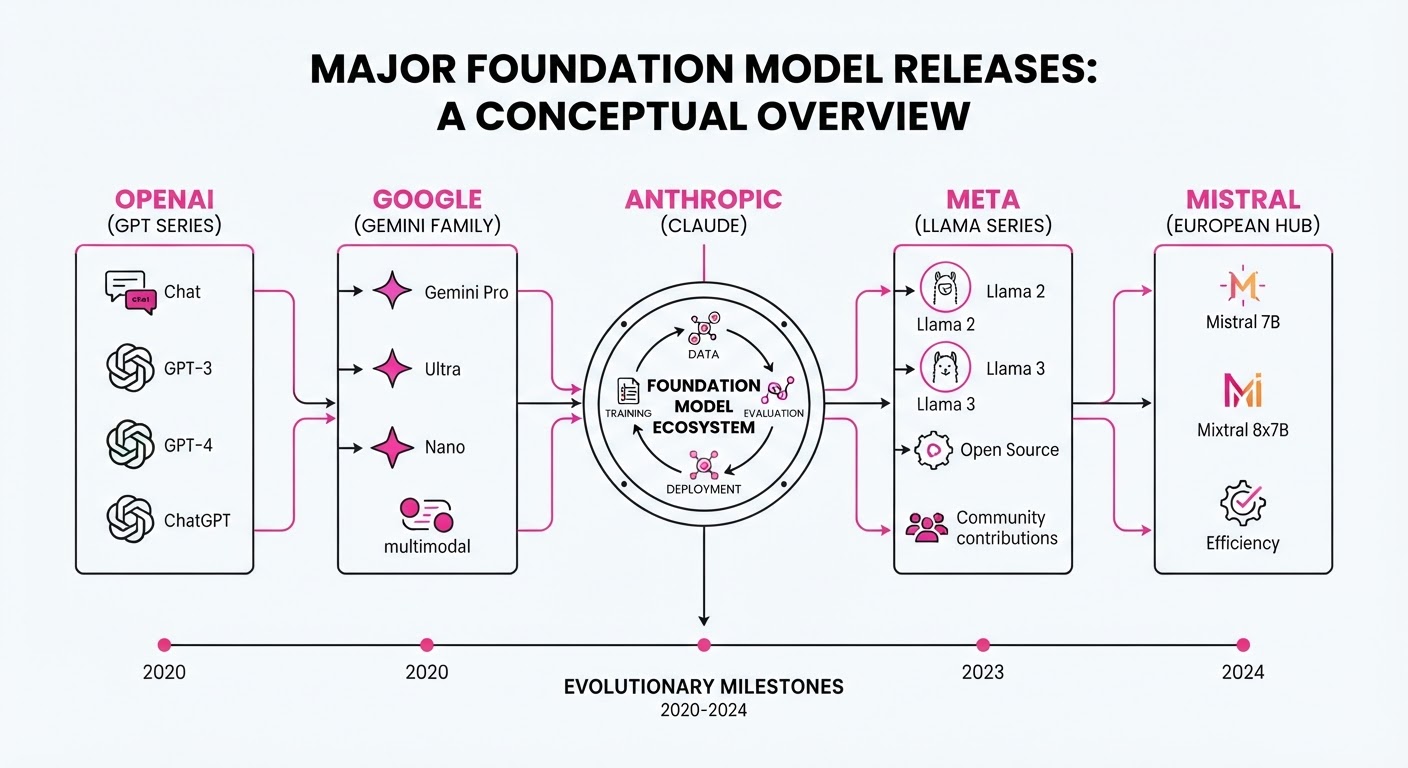 MAJOR FOUNDATION MODEL RELEASES:
A CONCEPTUAL OVERVIEW
OPENAI
(GPT SERIES)
Chat
Chat
GPT-3
GPT-4
ChatGPT
GOOGLE
(GEMINI FAMILY)
Gemini Pro
Ultra
Nano
multimodal
ANTHROPIC
(CLAUDE)
DATA
FOUNDATION
MODEL
ECOSYSTEM
TRAINING
EVALUATION
DEPLOYMENT
META
(LLAMA SERIES)
Llama 2
Llama 2
Llama 3
Llama 3
Open Source
Community
contributions
MISTRAL
(EUROPEAN HUB)
M
Mistral 7B
Mi
Mixtral 8x7B
Efficiency
2020
2020
2023
2024
EVOLUTIONARY MILESTONES
2020-2024